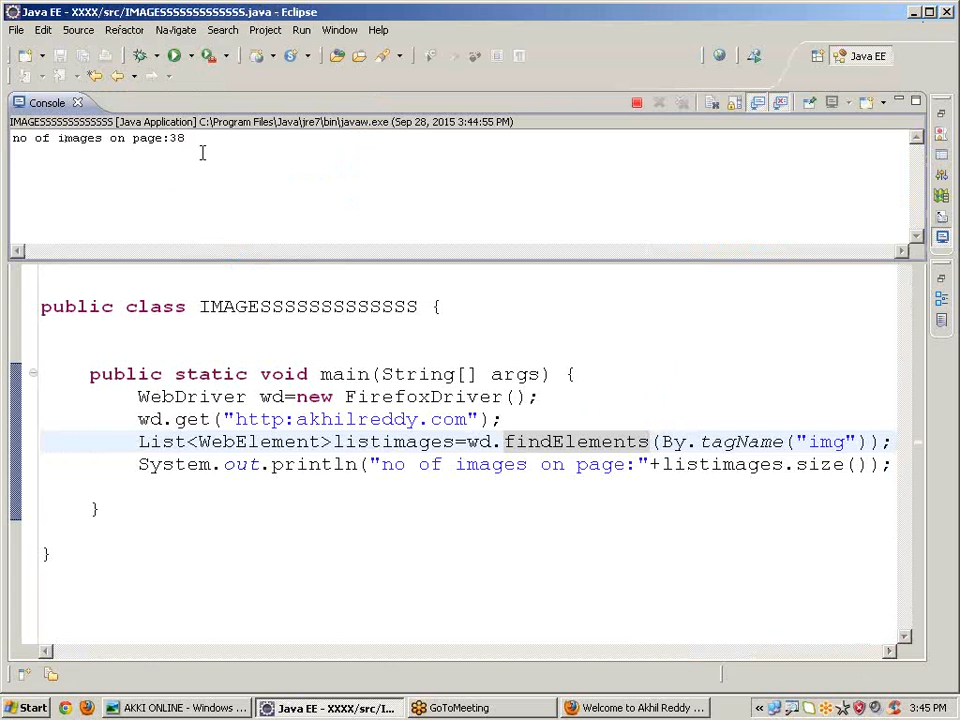 Java EE - XXXX/src/IMAGESSSSSSSSSSSSS.java - Eclipse
File Edit Source Refactor Navigate Search Project Run Window Help
Java EE
Console
IMAGESSSSSSSSSSSSS [Java Application] C:\Program Files\Java\jre7\bin\javaw.exe (Sep 28, 2015 3:44:55 PM)
no of images on page:38
public class IMAGESSSSSSSSSSSSS {
public static void main(String[] args) {
WebDriver wd=new FirefoxDriver();
wd.get("http:akhilreddy.com");
List<WebElement>listimages=wd.findElements(By.tagName("img"));
System.out.println("no of images on page:"+listimages.size());
}
}
Start AKKI ONLINE - Windows ... Java EE - XXXX/src/I... GoToMeeting Welcome to Akhil Reddy ... « 3:45 PM